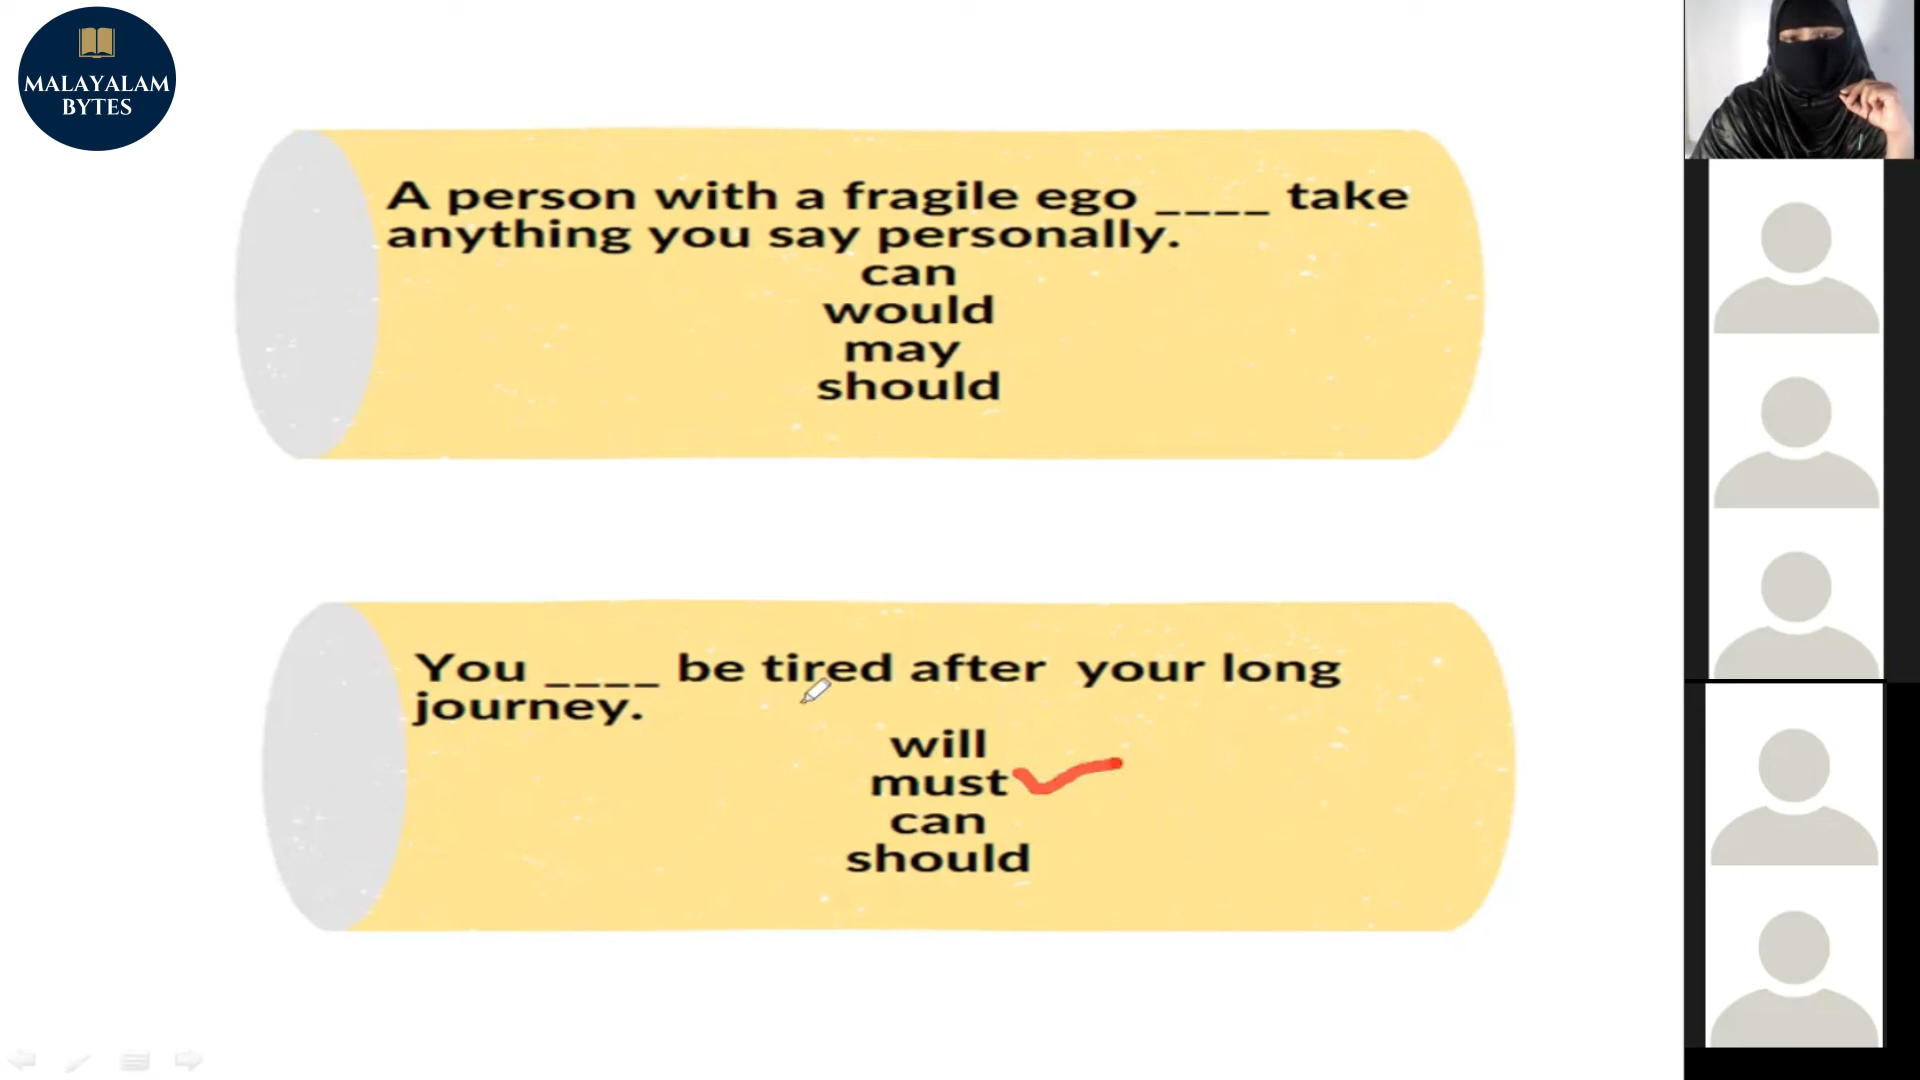 MALAYALAM
BYTES
A person with a fragile ego ____ take
anything you say personally.
can
would
may
should
You ____ be tired after your long
journey.
will
must
can
should